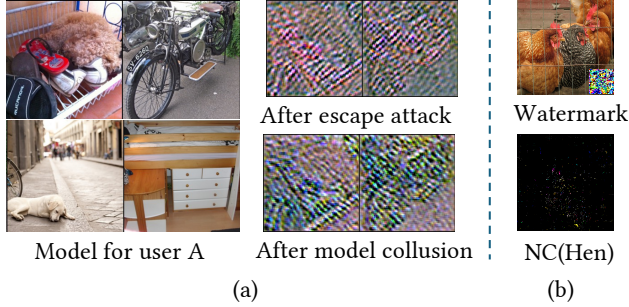 After escape attack
Watermark
Model for user A
After model collusion
NC(Hen)
(a)
(b)